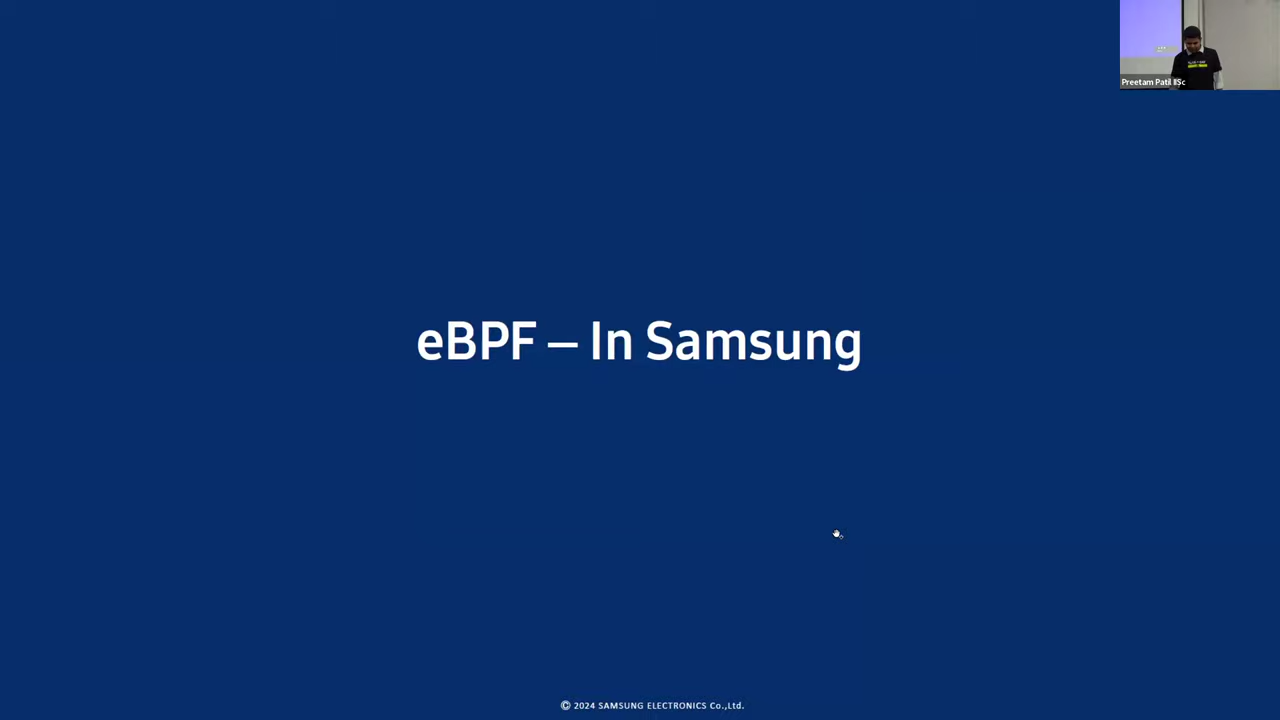 Preetam Patil IISc
eBPF – In Samsung
© 2024 SAMSUNG ELECTRONICS Co.,Ltd.